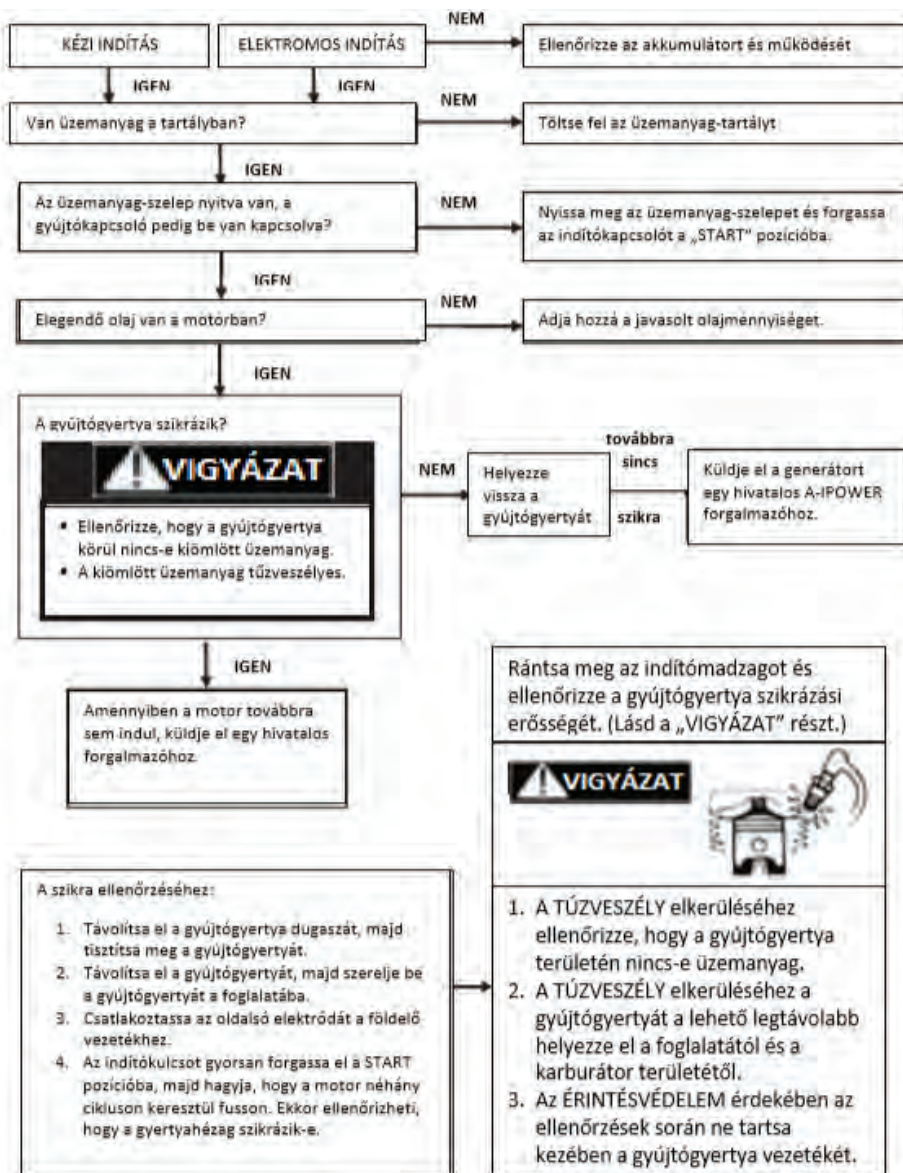 NEM
KÉZI INDÍTÁS
ELEKTROMOS INDÍTÁS
Ellenőrizze az akkumulátort és működését
IGEN
IGEN
NEM
Van üzemanyag a tartályban?
Töltse fel az üzemanyag-tartályt
IGEN
Az üzemanyag-szelep nyitva van, a
gyújtókapcsoló pedig be van kapcsolva?
NEM
Nyissa meg az üzemanyag-szelepet és forgassa
az indítókapcsolót a „START" pozícióba.
IGEN
NEM
Elegendő olaj van a motorban?
Adja hozzá a javasolt olajmennyiséget.
IGEN
A gyújtógyertya szikrázik?
VIGYÁZAT
• Ellenőrizze, hogy a gyújtógyertya
körül nincs-e kiömlött üzemanyag.
• A kiömlött üzemanyag tűzveszélyes.
NEM
Helyezze
vissza a
gyújtógyertyát
továbbra
sincs
szikra
Küldje el a generátort
egy hivatalos A-IPOWER
forgalmazóhoz.
IGEN
Amennyiben a motor továbbra
sem indul, küldje el egy hivatalos
forgalmazóhoz.
Rántsa meg az indítómadzagot és
ellenőrizze a gyújtógyertya szikrázási
erősségét. (Lásd a „VIGYÁZAT" részt.)
VIGYÁZAT
A szikra ellenőrzéséhez:
1. Távolítsa el a gyújtógyertya dugaszát, majd
tisztítsa meg a gyújtógyertyát.
2. Távolítsa el a gyújtógyertyát, majd szerelje be
a gyújtógyertyát a foglalatába.
3. Csatlakoztassa az oldalsó elektródát a földelő
vezetékhez.
4. Az indítókulcsot gyorsan forgassa el a START
pozícióba, majd hagyja, hogy a motor néhány
cikluson keresztül fusson. Ekkor ellenőrizheti,
hogy a gyertyahézag szikrázik-e.
1. A TŰZVESZÉLY elkerüléséhez
ellenőrizze, hogy a gyújtógyertya
területén nincs-e üzemanyag.
2. A TŰZVESZÉLY elkerüléséhez a
gyújtógyertyát a lehető legtávolabb
helyezze el a foglalatától és a
karburátor területétől.
3. Az ÉRINTÉSVÉDELEM érdekében az
ellenőrzések során ne tartsa
kezében a gyújtógyertya vezetékét.